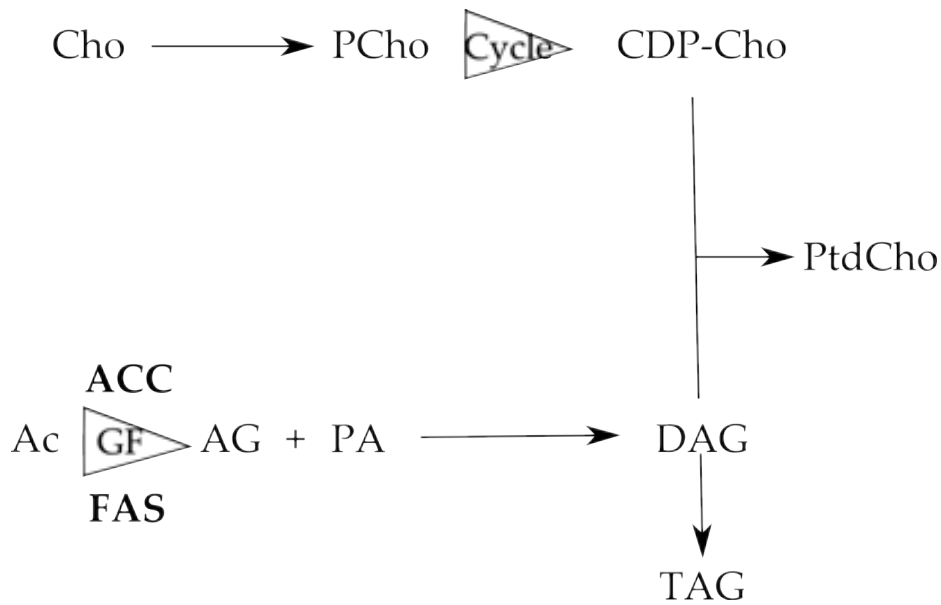 Cho PCho Cycle CDP-Cho
PtdCho
ACC
Ac GF AG + PA DAG
FAS
TAG